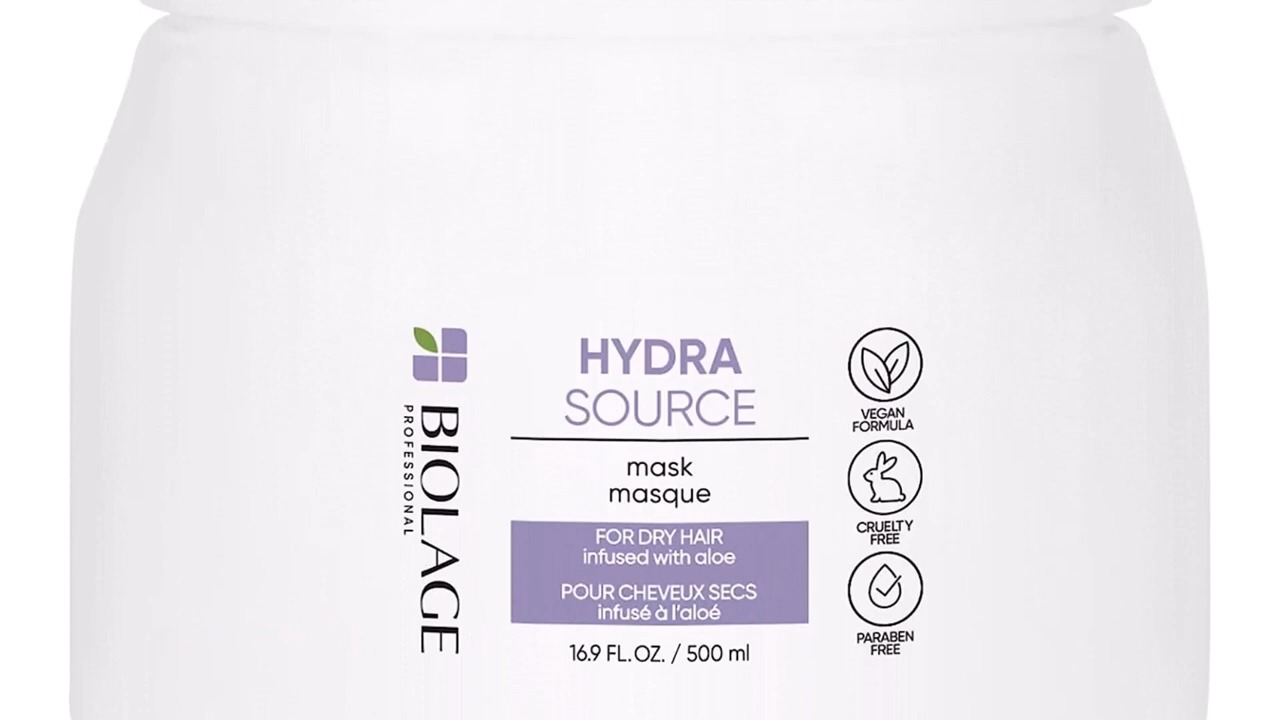 BIOLAGE
PROFESSIONAL
HYDRA
SOURCE
mask
masque
FOR DRY HAIR
infused with aloe
POUR CHEVEUX SECS
infusé à l'aloé
16.9 FL. OZ. / 500 ml
VEGAN
FORMULA
CRUELTY
FREE
PARABEN
FREE